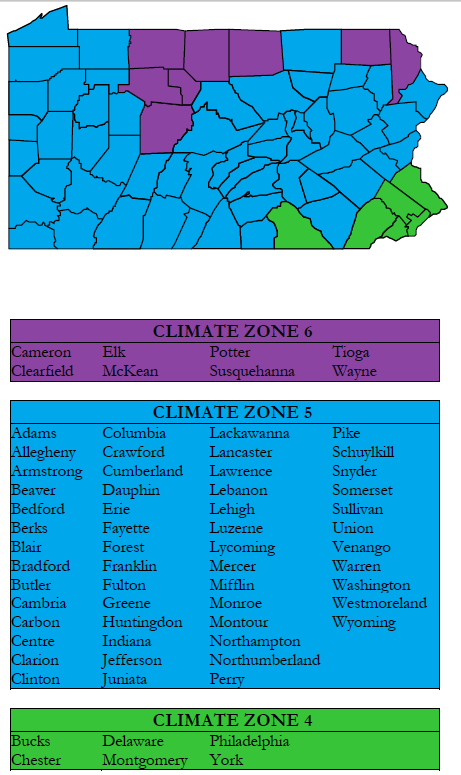 CLIMATE ZONE 6
Cameron Elk Potter Tioga
Clearfield McKean Susquehanna Wayne
CLIMATE ZONE 5
Adams Columbia Lackawanna Pike
Allegheny Crawford Lancaster Schuylkill
Armstrong Cumberland Lawrence Snyder
Beaver Dauphin Lebanon Somerset
Bedford Erie Lehigh Sullivan
Berks Fayette Luzerne Union
Blair Forest Lycoming Venango
Bradford Franklin Mercer Warren
Butler Fulton Mifflin Washington
Cambria Greene Monroe Westmoreland
Carbon Huntingdon Montour Wyoming
Centre Indiana Northampton
Clarion Jefferson Northumberland
Clinton Juniata Perry
CLIMATE ZONE 4
Bucks Delaware Philadelphia
Chester Montgomery York